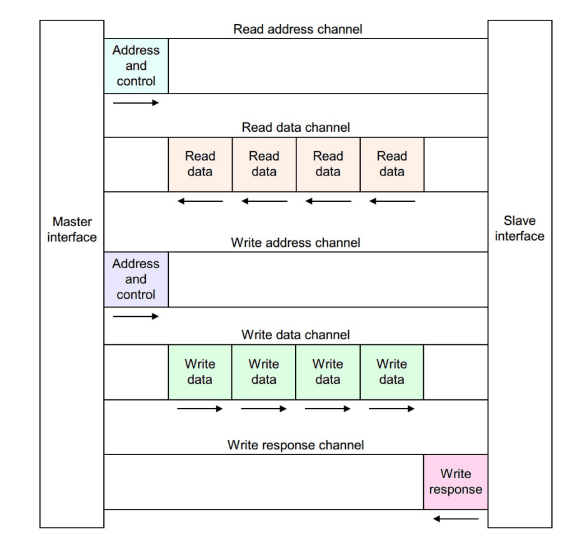 Read address channel
Address
and
control
Read data channel
Read
data
Read
data
Read
data
Read
data
Master
interface
Slave
interface
Write address channel
Address
and
control
Write data channel
Write
data
Write
data
Write
data
Write
data
Write response channel
Write
response